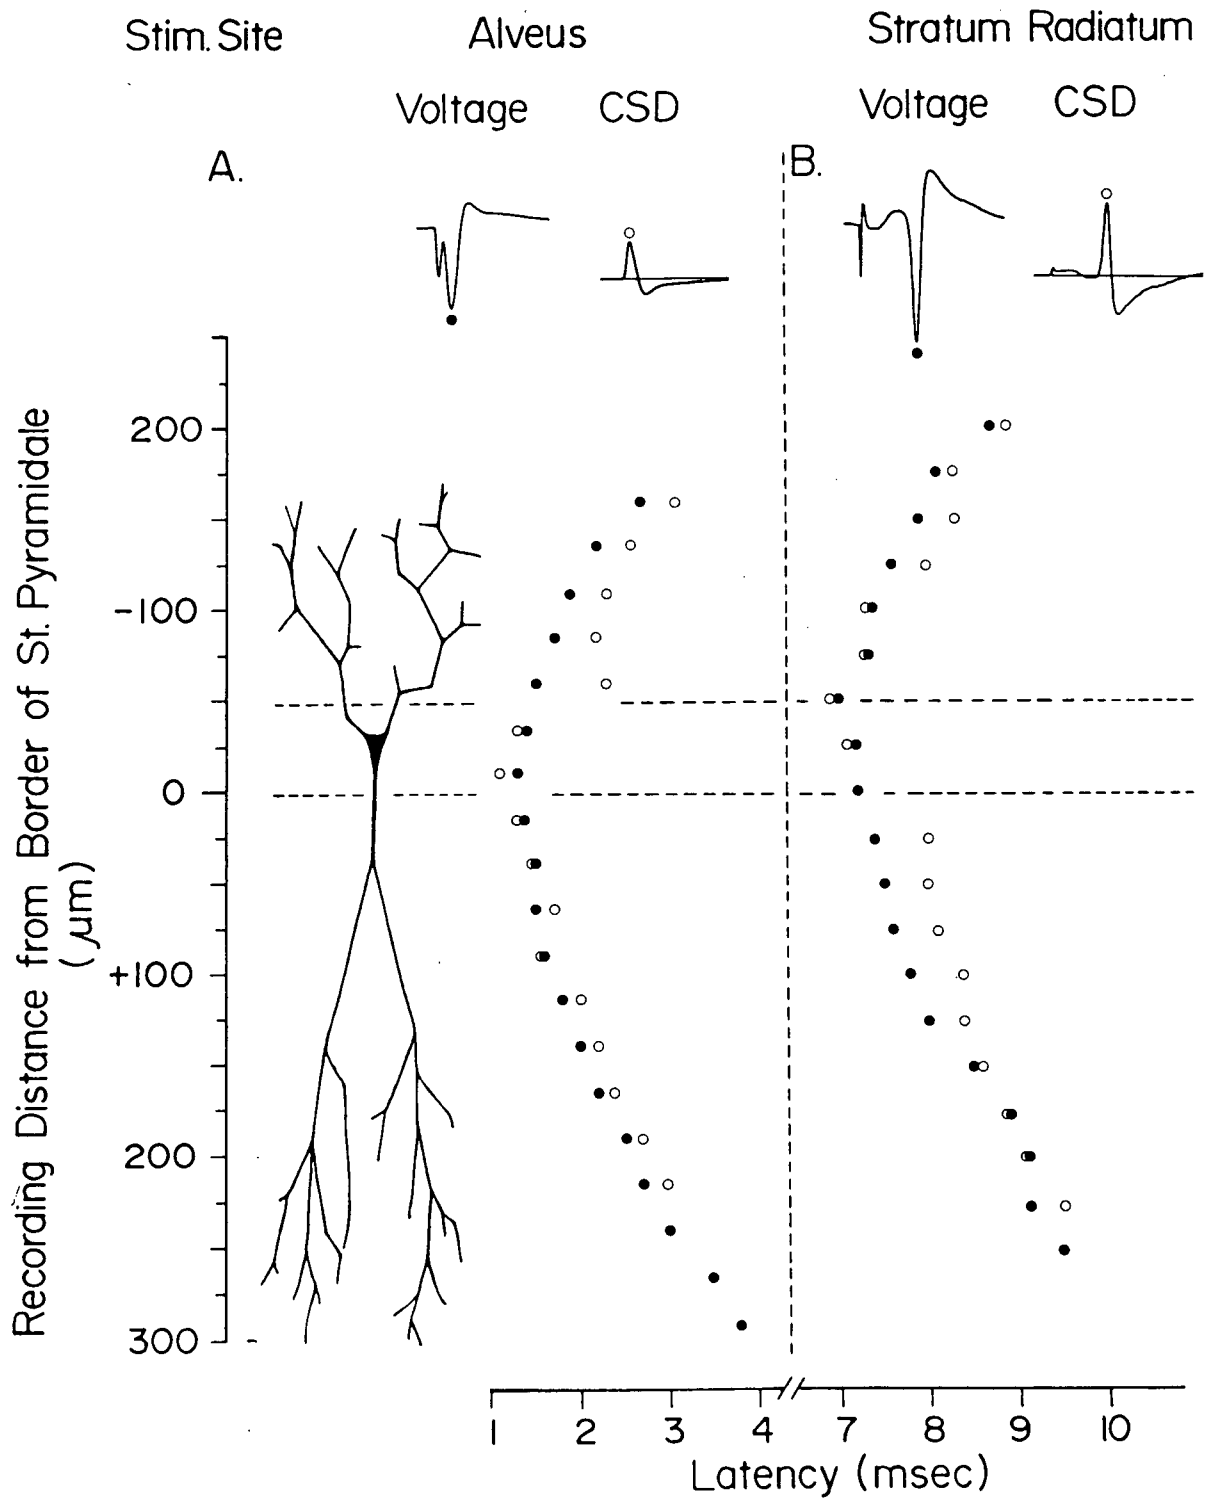 Stim. Site Alveus Stratum Radiatum
Voltage CSD Voltage CSD
A. B.
Recording Distance from Border of St. Pyramidale
(μm)
200
-100
0
+100
200
300
1 2 3 4 7 8 9 10
Latency (msec)